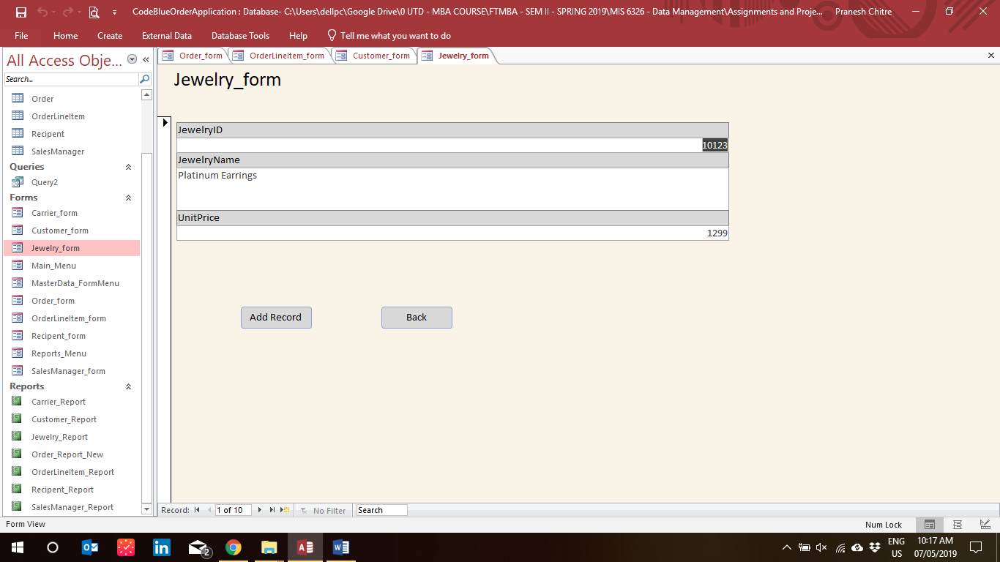 CodeBlueOrderApplication : Database- C:\Users\dellpc\Google Drive\0 UTD - MBA COURSE\FTMBA - SEM II - SPRING 2019\MIS 6326 - Data Management\Assignments and Proje... Pranesh Chitre
File Home Create External Data Database Tools Help Tell me what you want to do
All Access Obje...
Search...
Order
OrderLineItem
Recipent
SalesManager
Queries
Query2
Forms
Carrier_form
Customer_form
Jewelry_form
Main_Menu
MasterData_FormMenu
Order_form
OrderLineItem_form
Recipent_form
Reports_Menu
SalesManager_form
Reports
Carrier_Report
Customer_Report
Jewelry_Report
Order_Report_New
OrderLineItem_Report
Recipent_Report
SalesManager_Report
Order_form OrderLineItem_form Customer_form Jewelry_form
Jewelry_form
JewelryID
10123
JewelryName
Platinum Earrings
UnitPrice
1299
Add Record Back
Record: 1 of 10 No Filter Search
Form View Num Lock
2
ENG
US
10:17 AM
07/05/2019